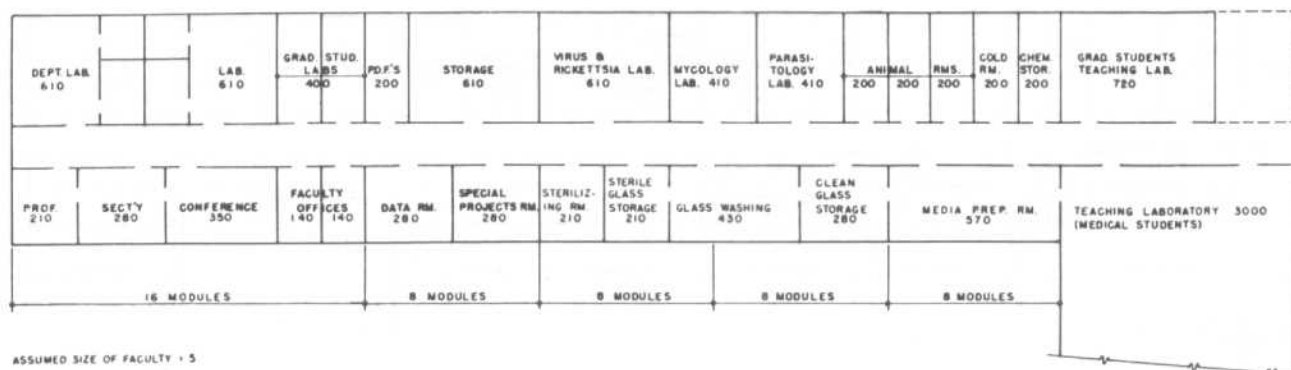 DEPT. LAB.
610
LAB.
610
GRAD. STUD.
LABS
400
P.D.F.'S
200
STORAGE
610
VIRUS &
RICKETTSIA LAB.
610
MYCOLOGY
LAB. 410
PARASI-
TOLOGY
LAB. 410
ANIMAL RMS.
200 200 200
COLD
RM.
200
CHEM.
STOR.
200
GRAD. STUDENTS
TEACHING LAB.
720
PROF.
210
SECT'Y
280
CONFERENCE
350
FACULTY
OFFICES
140 140
DATA RM.
280
SPECIAL
PROJECTS RM.
280
STERILIZ-
ING RM.
210
STERILE
GLASS
STORAGE
210
GLASS WASHING
430
CLEAN
GLASS
STORAGE
280
MEDIA PREP. RM.
570
TEACHING LABORATORY 3000
(MEDICAL STUDENTS)
16 MODULES
8 MODULES
8 MODULES
8 MODULES
8 MODULES
ASSUMED SIZE OF FACULTY : 5